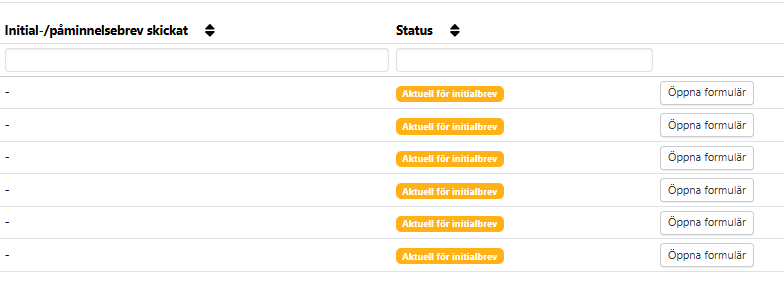 Initial-/påminnelsebrev skickat Status
- Aktuell för initialbrev Öppna formulär
- Aktuell för initialbrev Öppna formulär
- Aktuell för initialbrev Öppna formulär
- Aktuell för initialbrev Öppna formulär
- Aktuell för initialbrev Öppna formulär
- Aktuell för initialbrev Öppna formulär